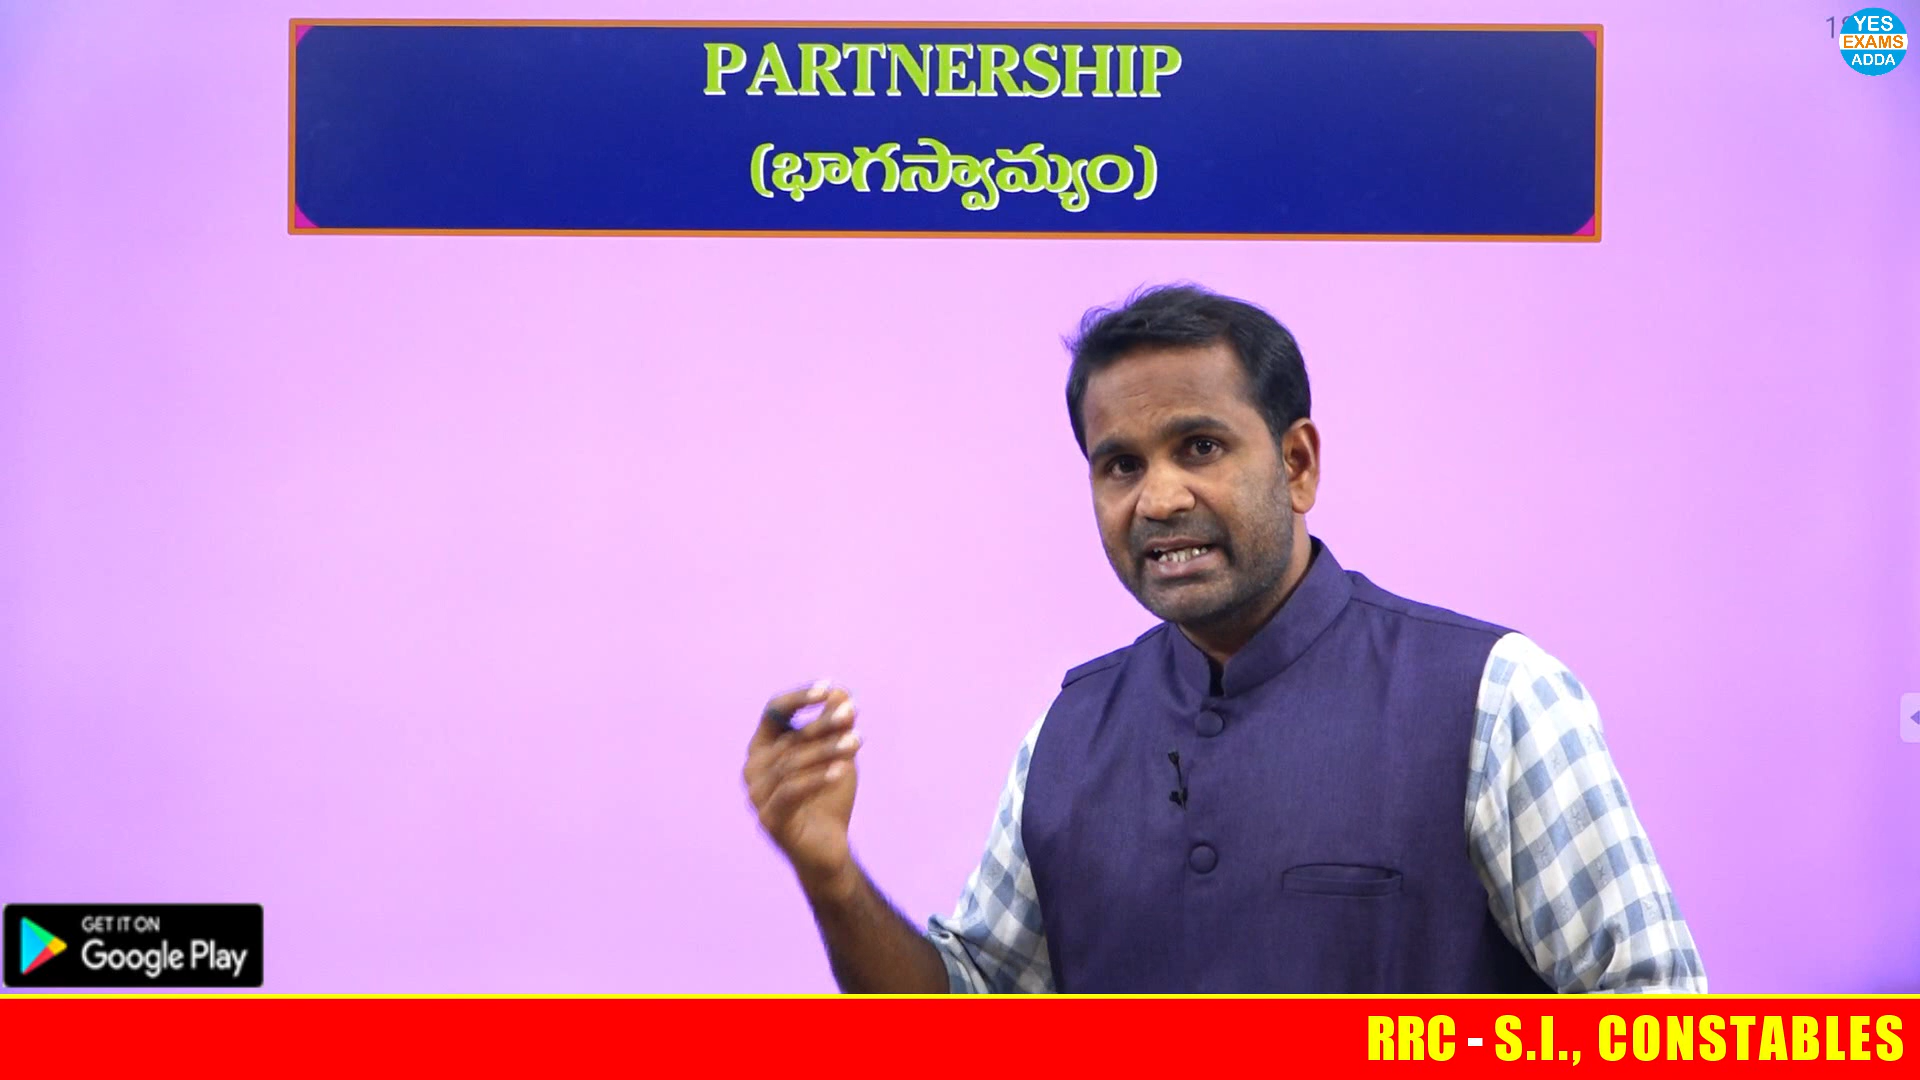 PARTNERSHIP
(భాగస్వామ్యం)
YES
EXAMS
ADDA
GET IT ON
Google Play
RRC - S.I., CONSTABLES